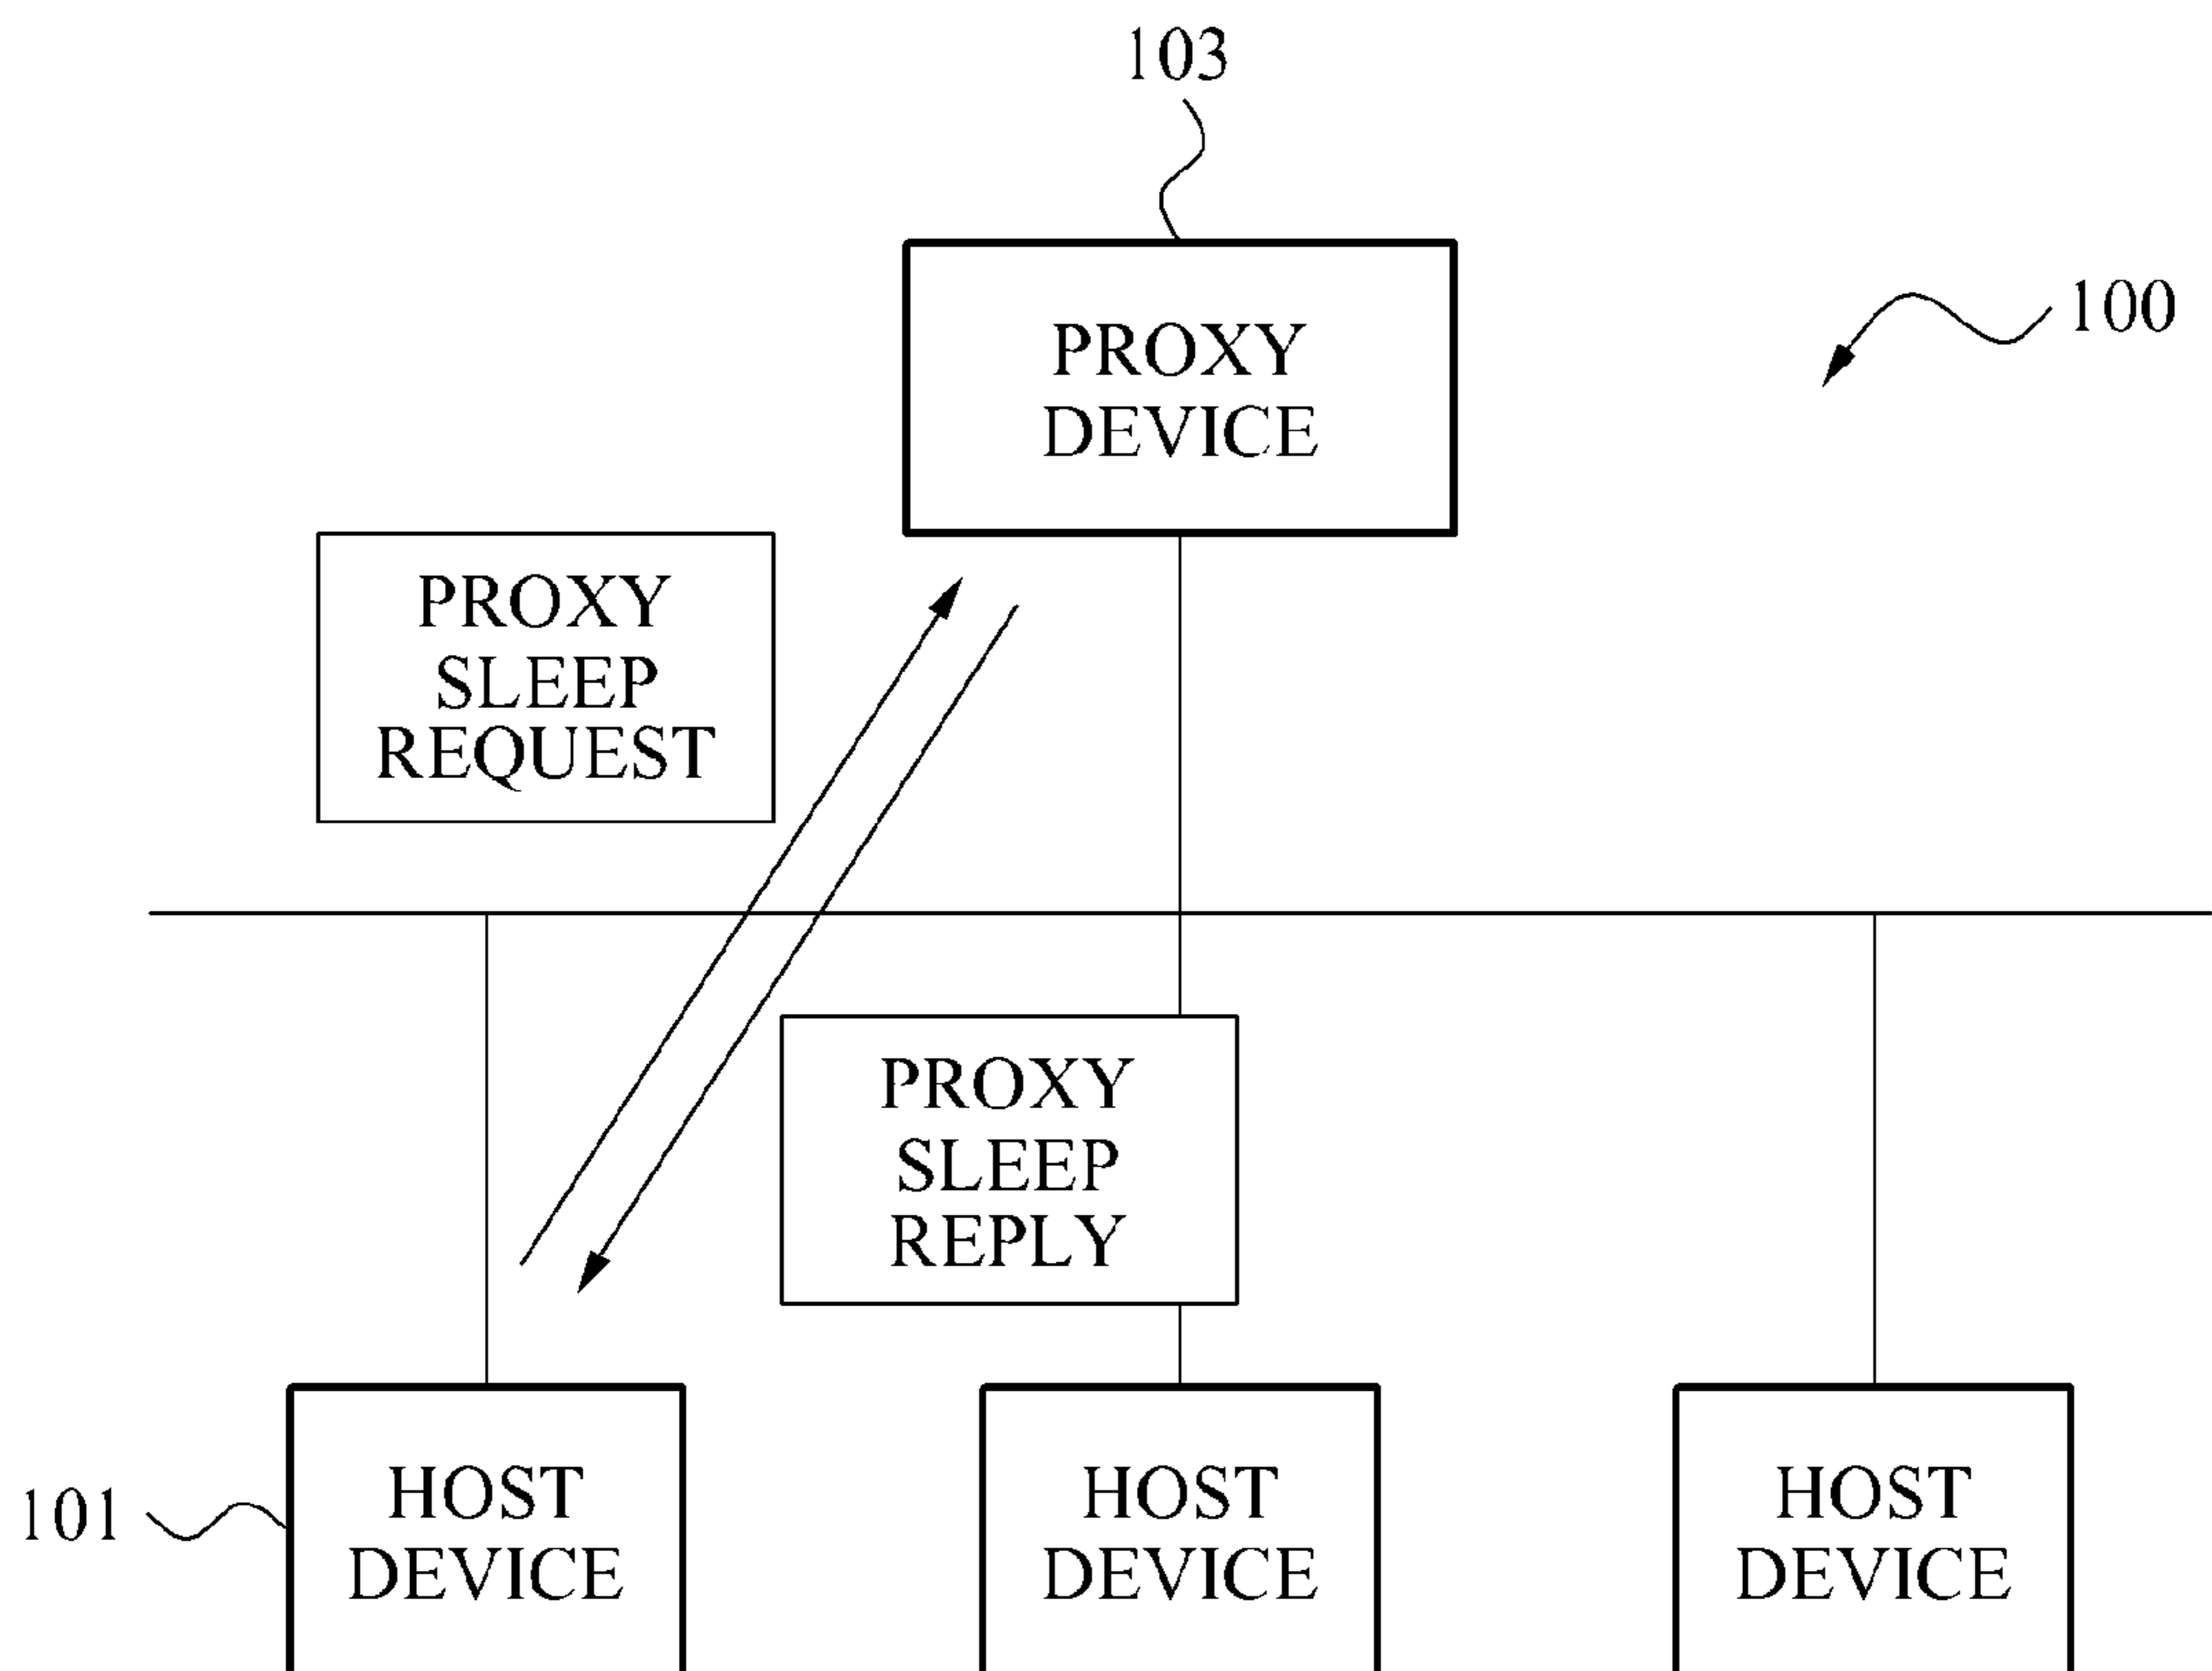 103
100
PROXY
DEVICE
PROXY
SLEEP
REQUEST
PROXY
SLEEP
REPLY
101
HOST
DEVICE
HOST
DEVICE
HOST
DEVICE